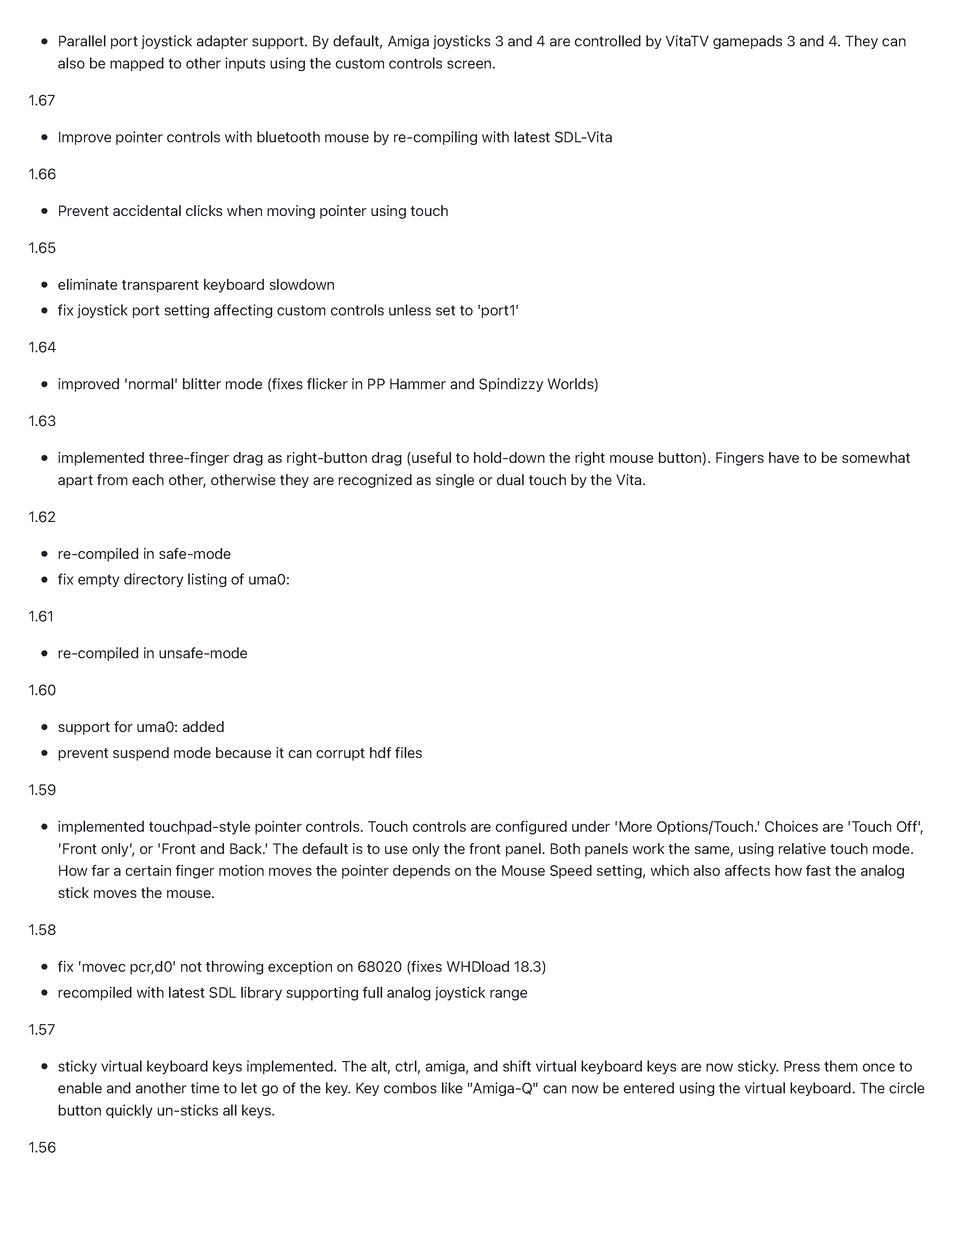 • Parallel port joystick adapter support. By default, Amiga joysticks 3 and 4 are controlled by VitaTV gamepads 3 and 4. They can
also be mapped to other inputs using the custom controls screen.
1.67
• Improve pointer controls with bluetooth mouse by re-compiling with latest SDL-Vita
1.66
• Prevent accidental clicks when moving pointer using touch
1.65
• eliminate transparent keyboard slowdown
• fix joystick port setting affecting custom controls unless set to 'port1'
1.64
• improved 'normal' blitter mode (fixes flicker in PP Hammer and Spindizzy Worlds)
1.63
• implemented three-finger drag as right-button drag (useful to hold-down the right mouse button). Fingers have to be somewhat
apart from each other, otherwise they are recognized as single or dual touch by the Vita.
1.62
• re-compiled in safe-mode
• fix empty directory listing of uma0:
1.61
• re-compiled in unsafe-mode
1.60
• support for uma0: added
• prevent suspend mode because it can corrupt hdf files
1.59
• implemented touchpad-style pointer controls. Touch controls are configured under 'More Options/Touch.' Choices are 'Touch Off',
'Front only', or 'Front and Back.' The default is to use only the front panel. Both panels work the same, using relative touch mode.
How far a certain finger motion moves the pointer depends on the Mouse Speed setting, which also affects how fast the analog
stick moves the mouse.
1.58
• fix 'movec pcr,d0' not throwing exception on 68020 (fixes WHDload 18.3)
• recompiled with latest SDL library supporting full analog joystick range
1.57
• sticky virtual keyboard keys implemented. The alt, ctrl, amiga, and shift virtual keyboard keys are now sticky. Press them once to
enable and another time to let go of the key. Key combos like "Amiga-Q" can now be entered using the virtual keyboard. The circle
button quickly un-sticks all keys.
1.56